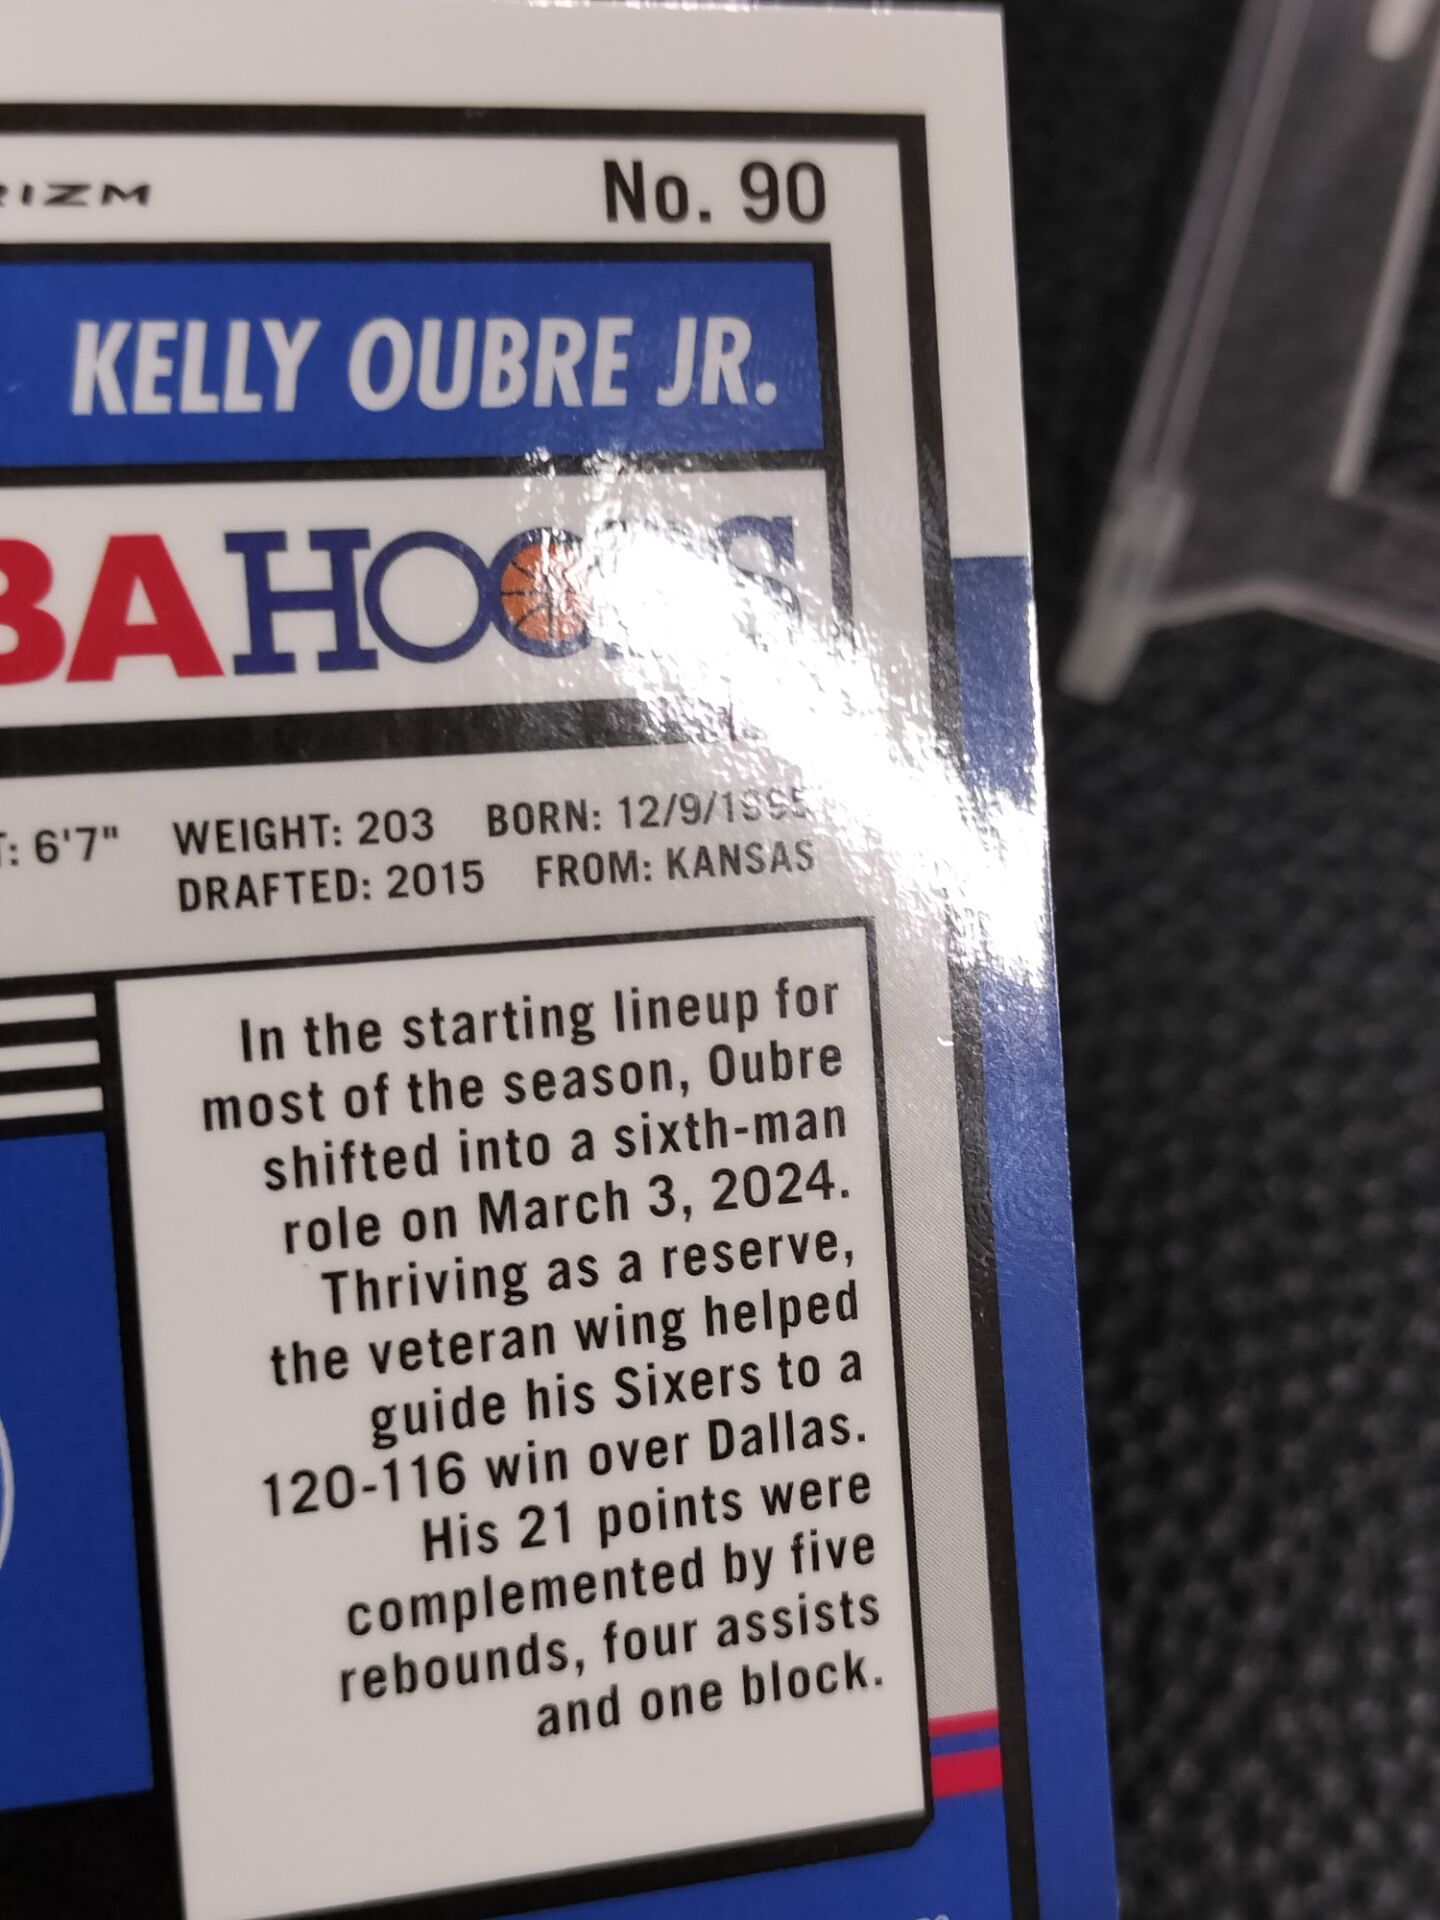 RIZM
No. 90
KELLY OUBRE JR.
BA HOOPS
T: 6'7" WEIGHT: 203 BORN: 12/9/1995
DRAFTED: 2015 FROM: KANSAS
In the starting lineup for
most of the season, Oubre
shifted into a sixth-man
role on March 3, 2024.
Thriving as a reserve,
the veteran wing helped
guide his Sixers to a
120-116 win over Dallas.
His 21 points were
complemented by five
rebounds, four assists
and one block.